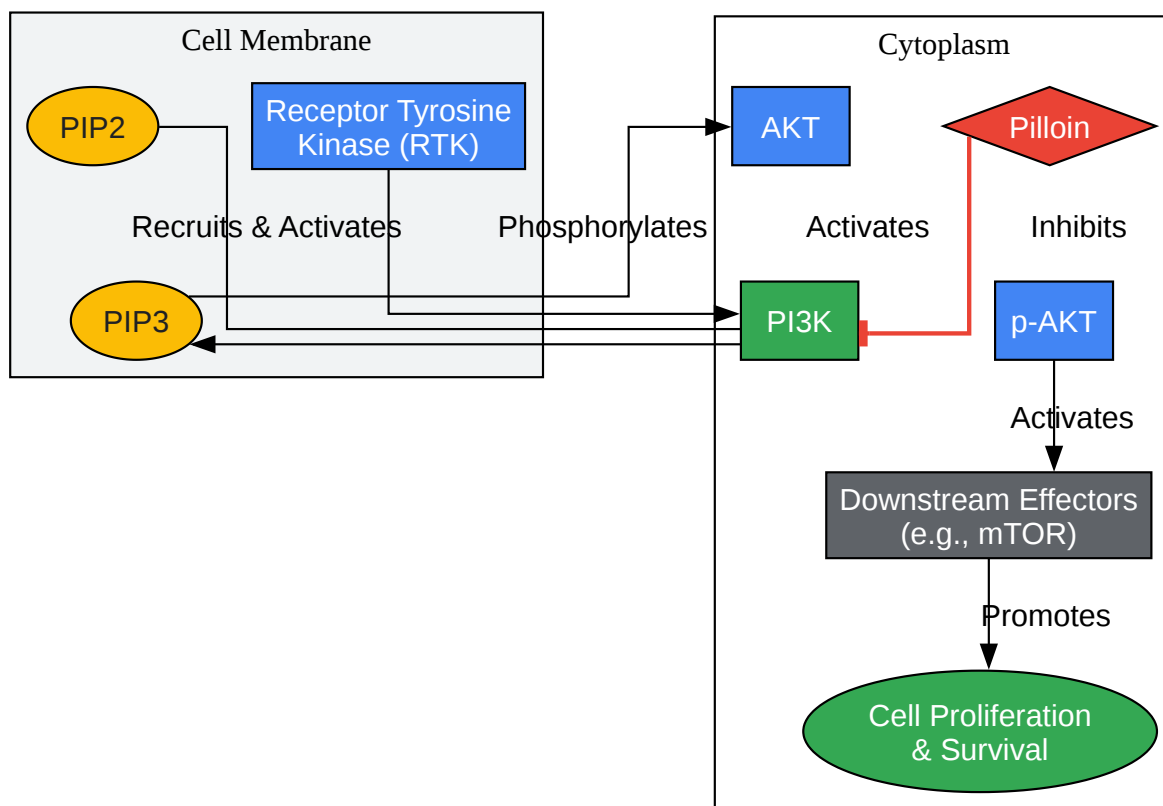 Cell Membrane
Cytoplasm
PIP2
Receptor Tyrosine
Kinase (RTK)
AKT
Pilloin
Recruits & Activates
Phosphorylates
Activates
Inhibits
PIP3
PI3K
p-AKT
Activates
Downstream Effectors
(e.g., mTOR)
Promotes
Cell Proliferation
& Survival